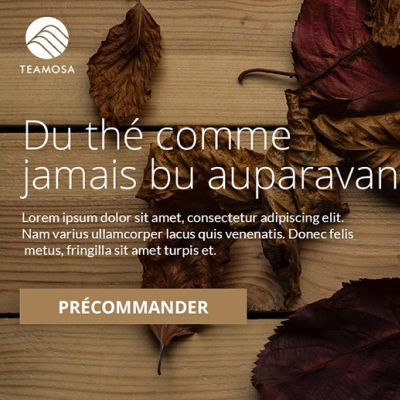 TEAMOSA
Du thé comme
jamais bu auparavan
Lorem ipsum dolor sit amet, consectetur adipiscing elit.
Nam varius ullamcorper lacus quis venenatis. Donec felis
metus, fringilla sit amet turpis et.
PRÉCOMMANDER